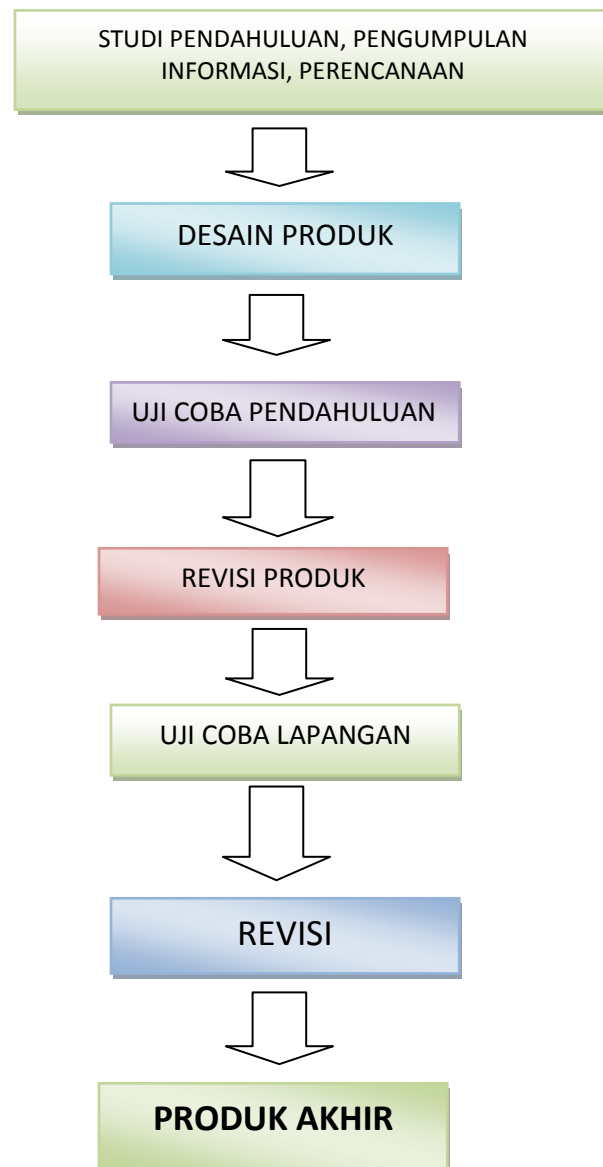 STUDI PENDAHULUAN, PENGUMPULAN
INFORMASI, PERENCANAAN
DESAIN PRODUK
UJI COBA PENDAHULUAN
REVISI PRODUK
UJI COBA LAPANGAN
REVISI
PRODUK AKHIR